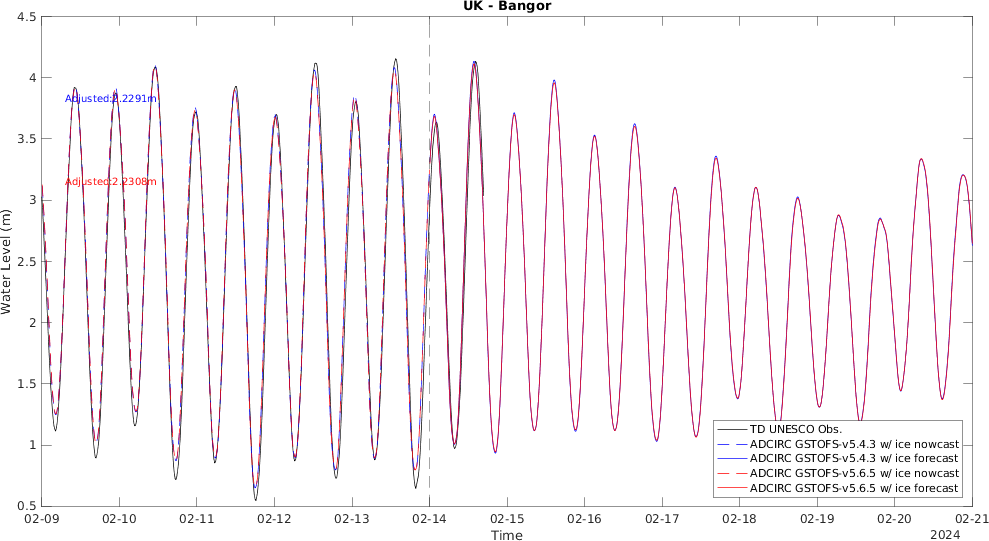 UK - Bangor
4.5
4
3.5
3
2.5
2
1.5
1
0.5
Water Level (m)
Adjusted:2.2291m
Adjusted:2.2308m
TD UNESCO Obs.
ADCIRC GSTOFS-v5.4.3 w/ ice nowcast
ADCIRC GSTOFS-v5.4.3 w/ ice forecast
ADCIRC GSTOFS-v5.6.5 w/ ice nowcast
ADCIRC GSTOFS-v5.6.5 w/ ice forecast
02-09 02-10 02-11 02-12 02-13 02-14 02-15 02-16 02-17 02-18 02-19 02-20 02-21
Time
2024